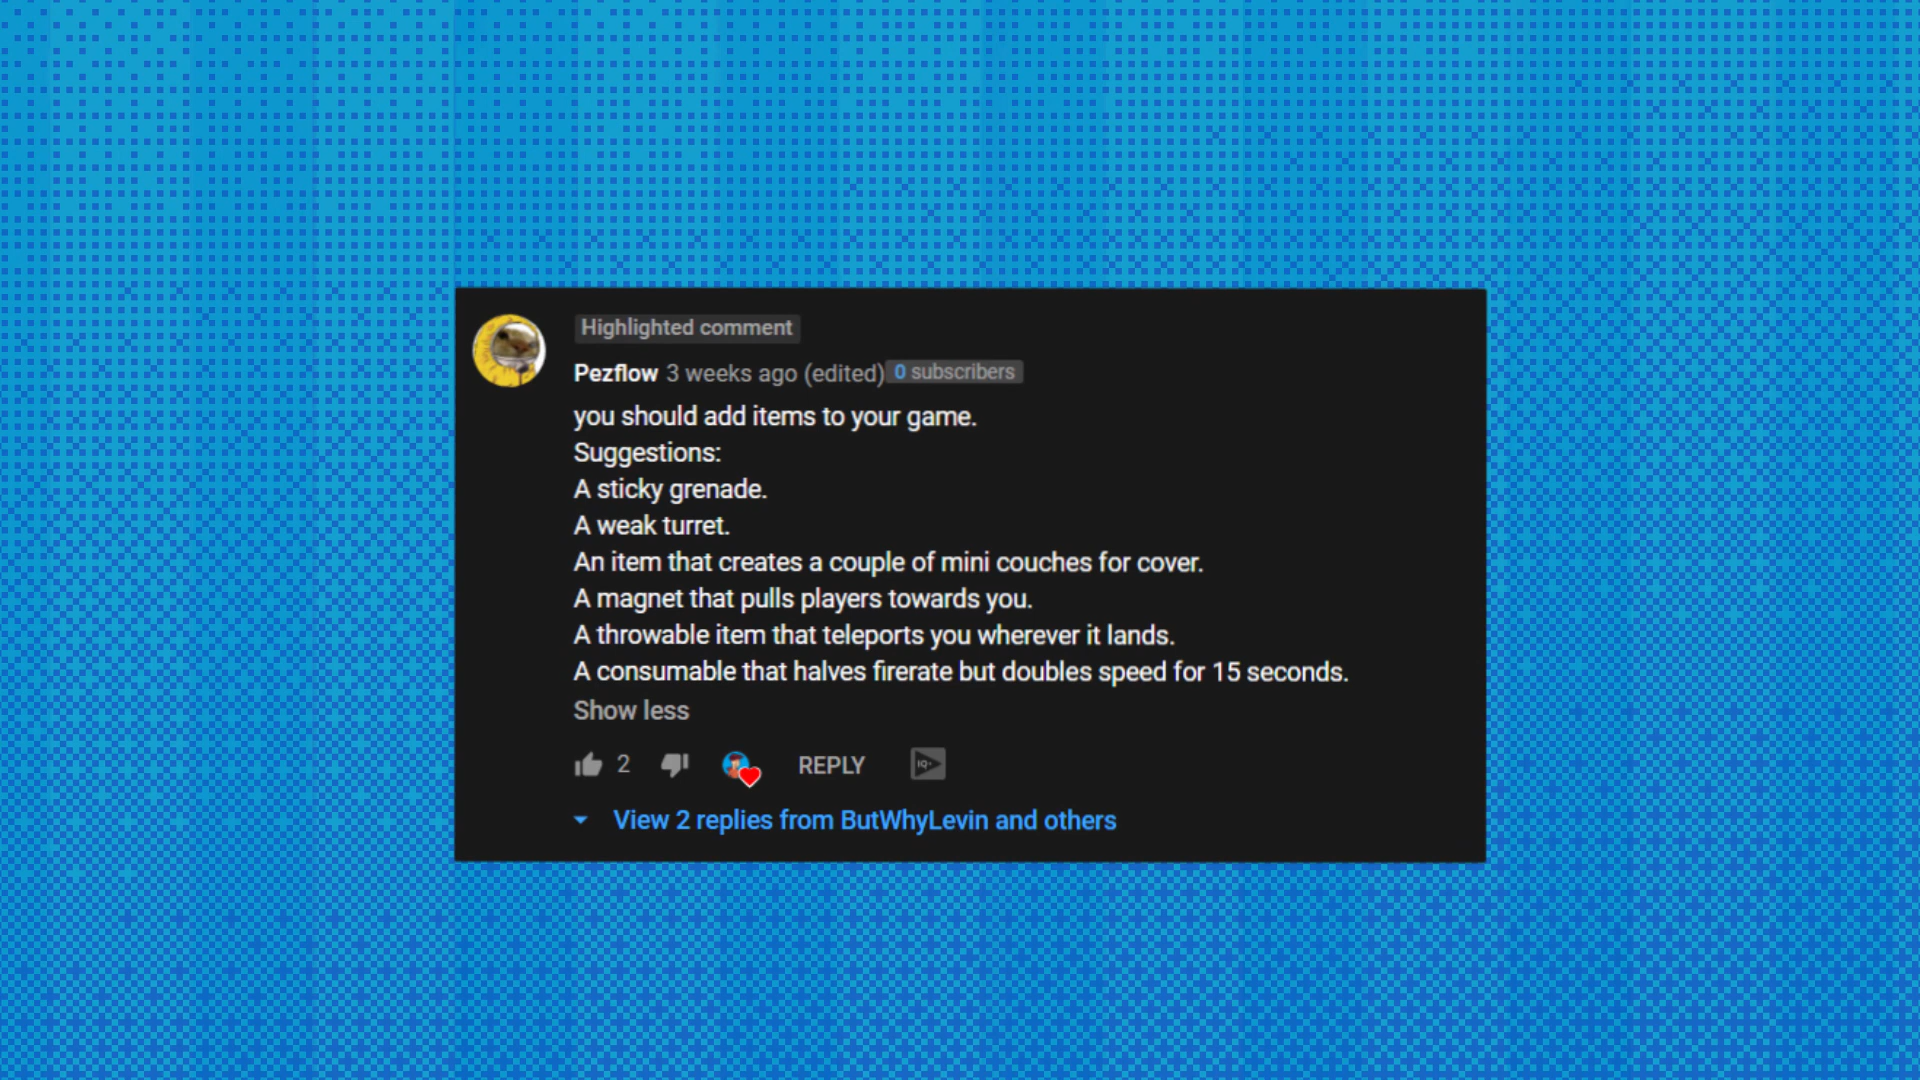 Highlighted comment
Pezflow 3 weeks ago (edited) 0 subscribers
you should add items to your game.
Suggestions:
A sticky grenade.
A weak turret.
An item that creates a couple of mini couches for cover.
A magnet that pulls players towards you.
A throwable item that teleports you wherever it lands.
A consumable that halves firerate but doubles speed for 15 seconds.
Show less
2 REPLY IQ
View 2 replies from ButWhyLevin and others